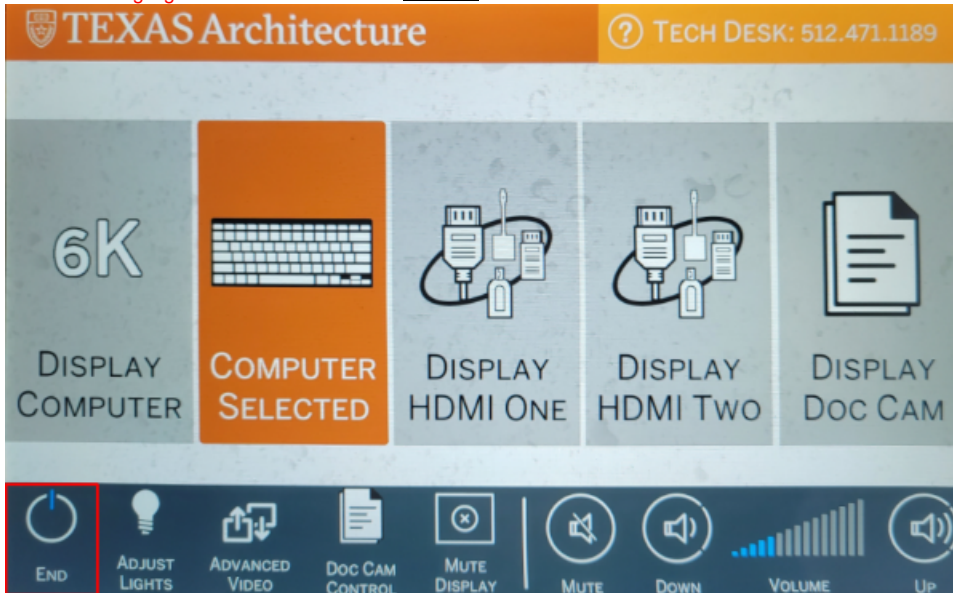 TEXAS Architecture
? TECH DESK: 512.471.1189
6K
DISPLAY
COMPUTER
COMPUTER
SELECTED
DISPLAY
HDMI ONE
DISPLAY
HDMI TWO
DISPLAY
DOC CAM
END
ADJUST
LIGHTS
ADVANCED
VIDEO
DOC CAM
CONTROL
MUTE
DISPLAY
MUTE
DOWN
VOLUME
UP